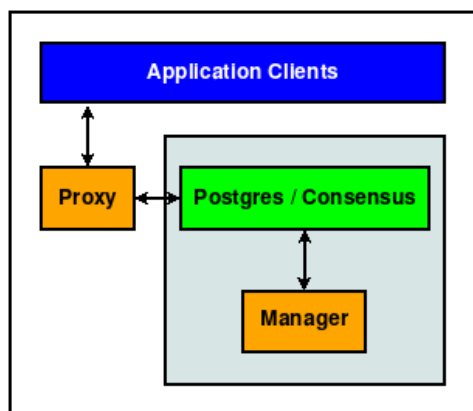 Application Clients
Proxy
Postgres / Consensus
Manager